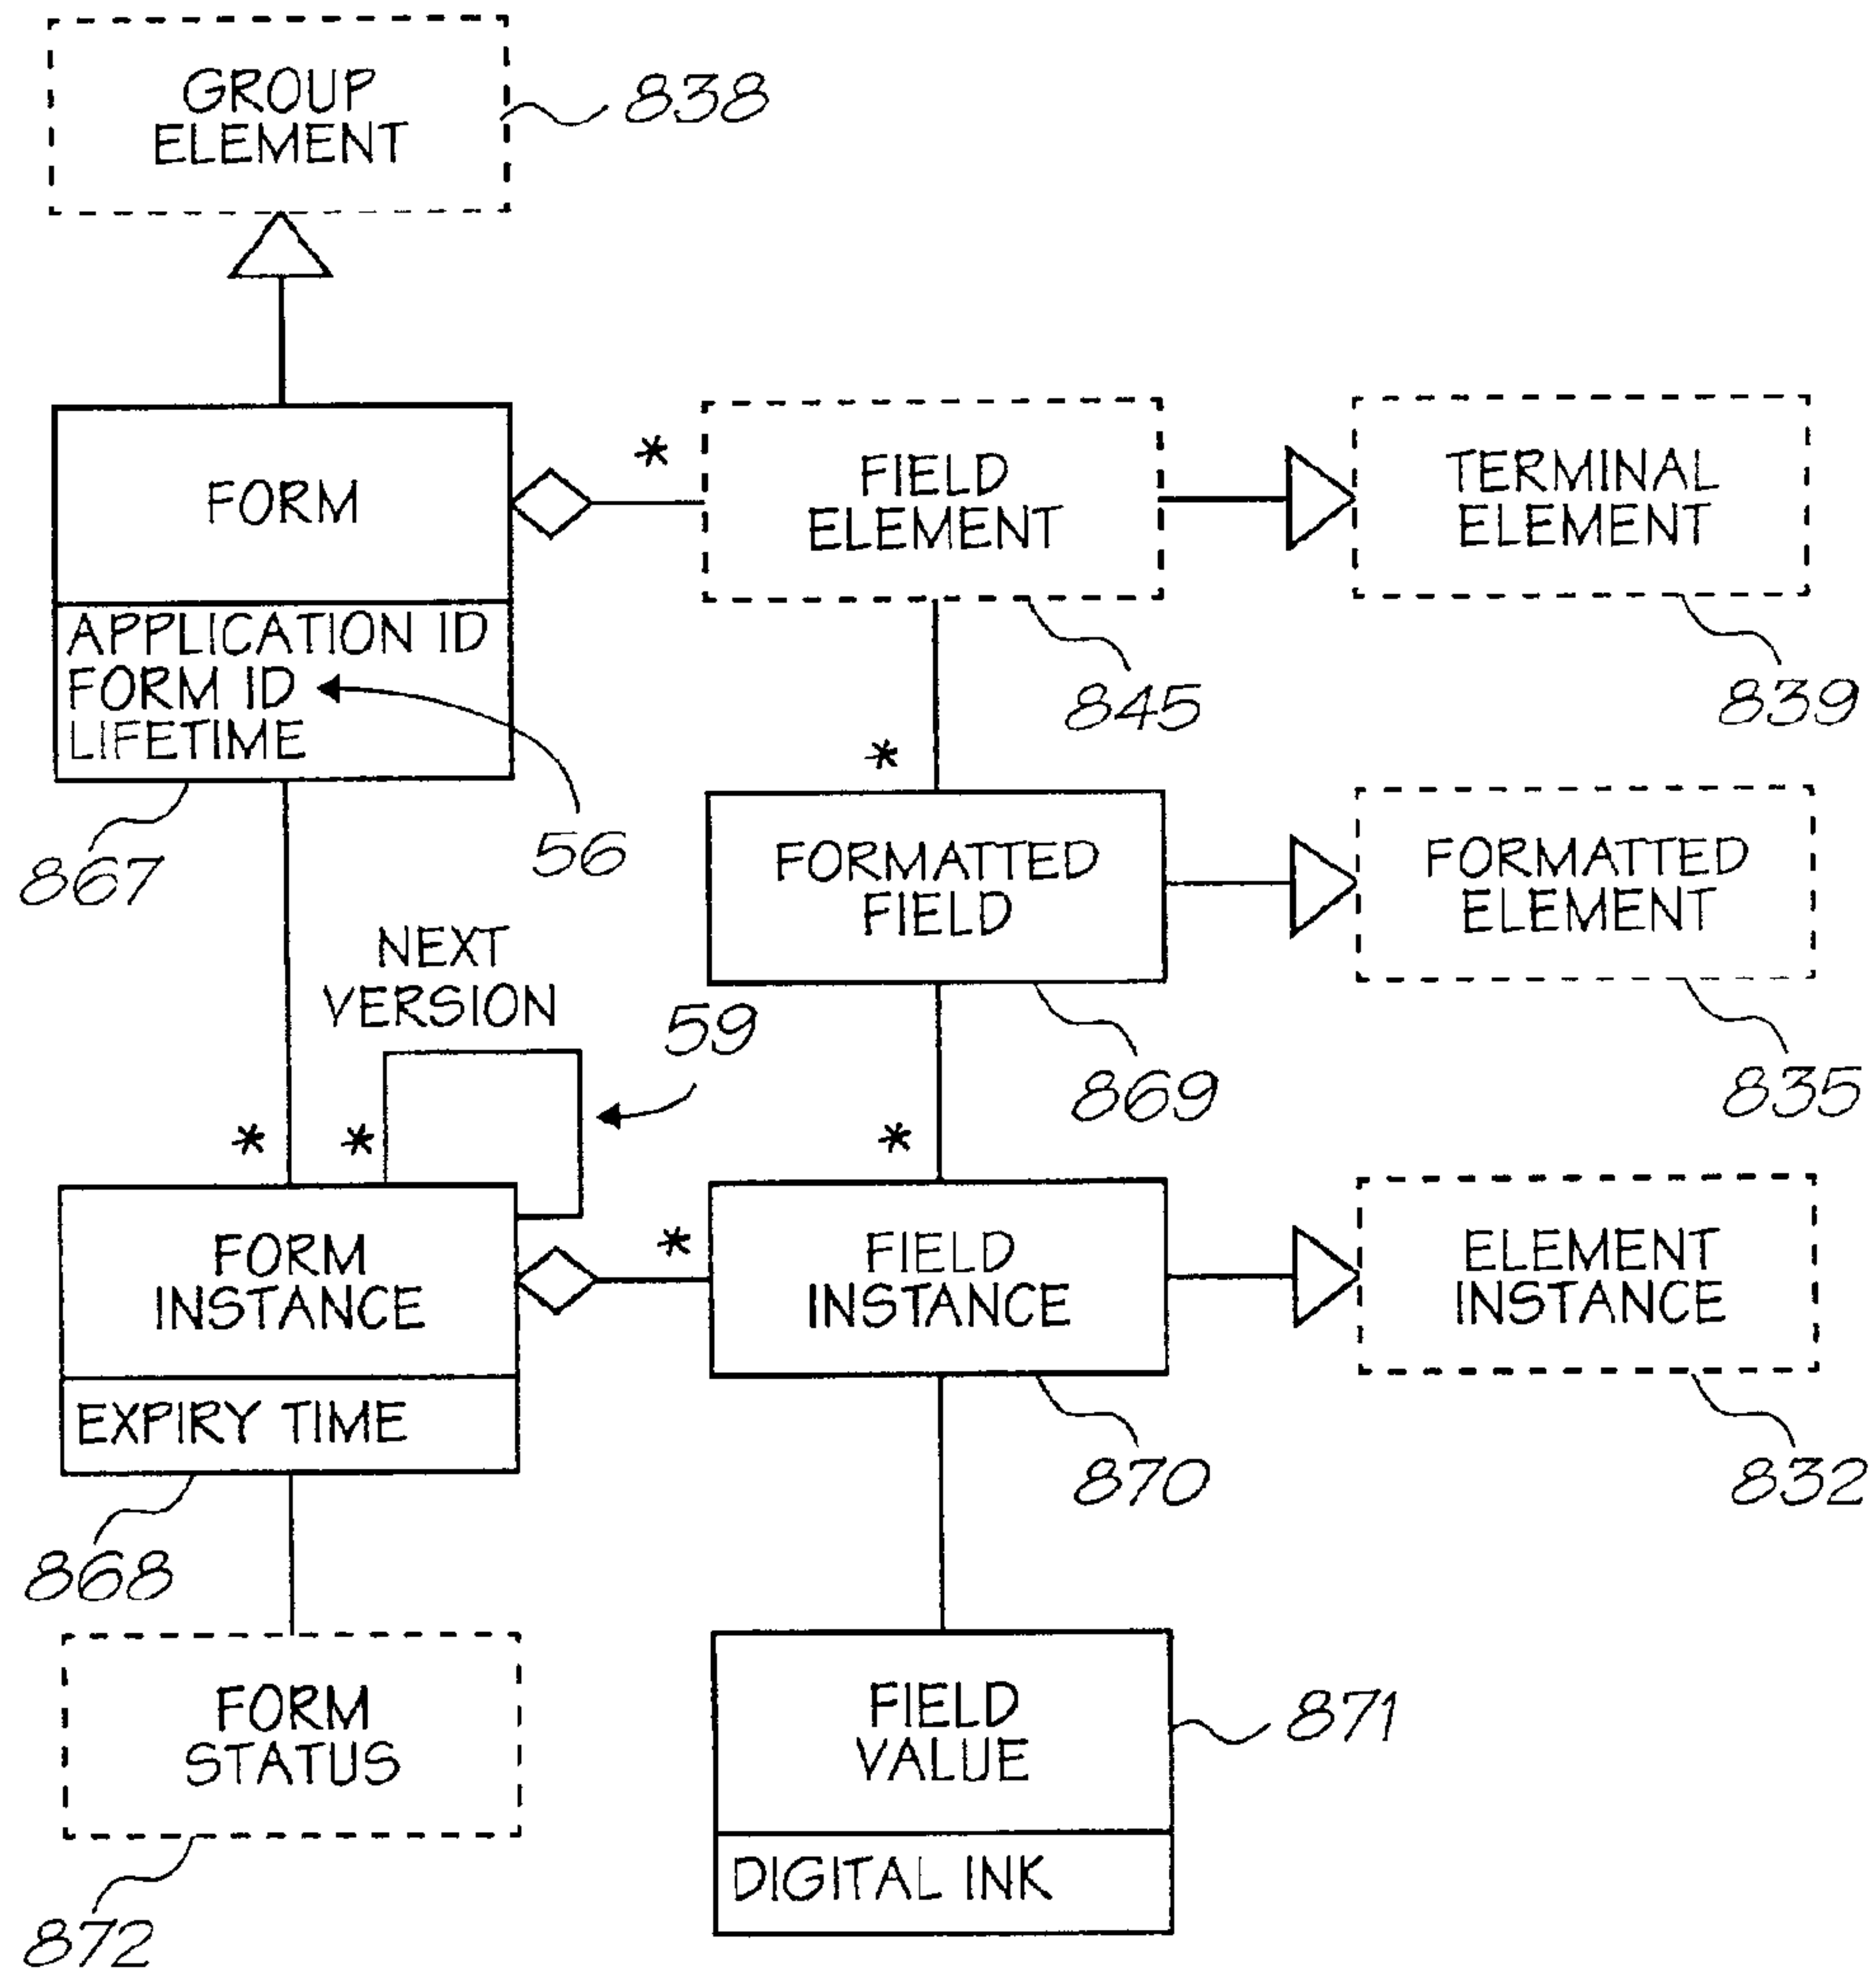 GROUP
ELEMENT
838
FORM
*
FIELD
ELEMENT
TERMINAL
ELEMENT
APPLICATION ID
FORM ID
LIFETIME
845
839
*
867
56
FORMATTED
FIELD
FORMATTED
ELEMENT
NEXT
VERSION
59
869
835
*
*
*
FORM
INSTANCE
*
FIELD
INSTANCE
ELEMENT
INSTANCE
EXPIRY TIME
870
832
868
FORM
STATUS
FIELD
VALUE
871
DIGITAL INK
872